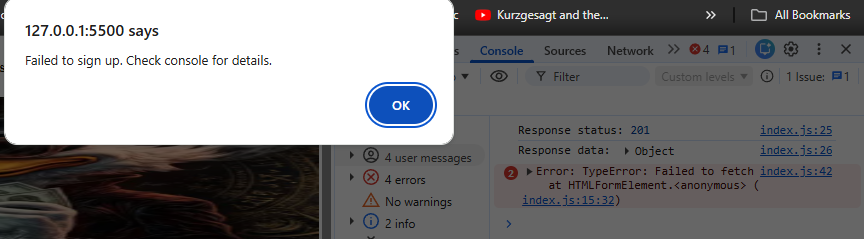 127.0.0.1:5500 says
Failed to sign up. Check console for details.
OK
Kurzgesagt and the...
All Bookmarks
Console Sources Network 4 1
Filter Custom levels 1 Issue: 1
4 user messages
4 errors
No warnings
2 info
Response status: 201 index.js:25
Response data: Object index.js:26
2 Error: TypeError: Failed to fetch index.js:42
at HTMLFormElement.<anonymous> (
index.js:15:32)